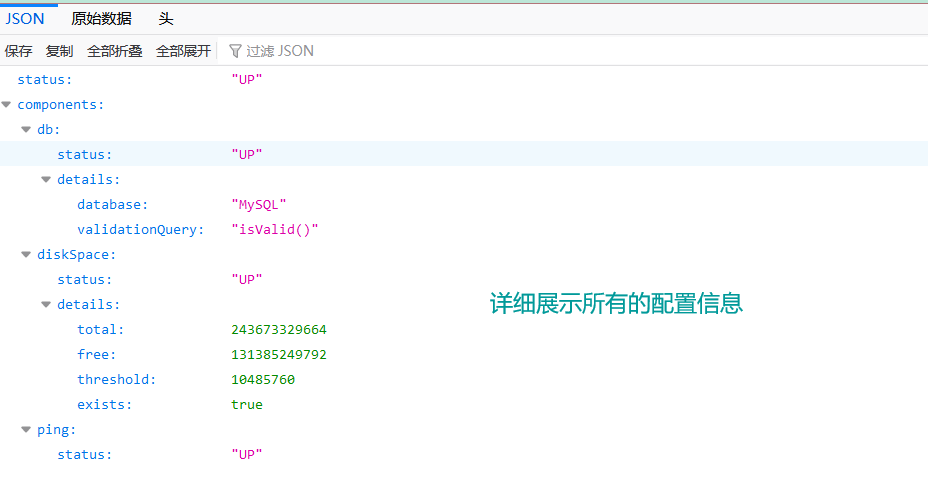 JSON 原始数据 头
保存 复制 全部折叠 全部展开 过滤 JSON
status: "UP"
components:
db:
status: "UP"
details:
database: "MySQL"
validationQuery: "isValid()"
diskSpace:
status: "UP"
details:
total: 243673329664
free: 131385249792
threshold: 10485760
exists: true
ping:
status: "UP"
详细展示所有的配置信息